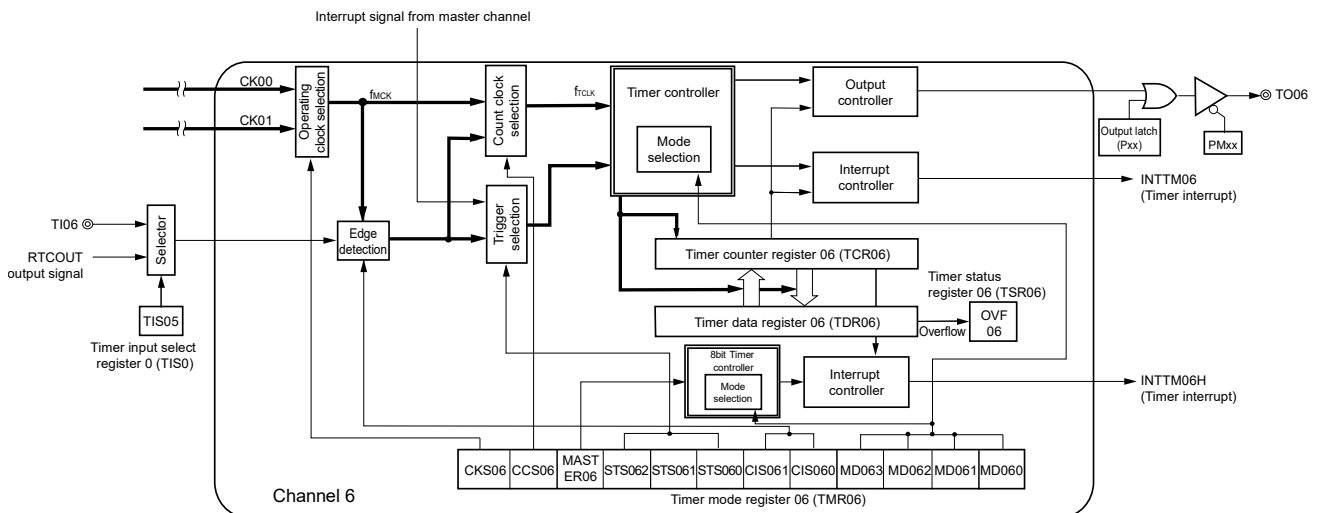 Interrupt signal from master channel
CK00
CK01
Operating
clock selection
fMCK
Count clock
selection
fTCLK
Timer controller
Mode
selection
Output
controller
Output latch
(Pxx)
PMxx
TO06
Interrupt
controller
INTTM06
(Timer interrupt)
TI06
RTCOUT
output signal
Selector
Edge
detection
Trigger
selection
Timer counter register 06 (TCR06)
Timer status
register 06 (TSR06)
TIS05
Timer input select
register 0 (TIS0)
Timer data register 06 (TDR06)
Overflow
OVF
06
8bit Timer
controller
Mode
selection
Interrupt
controller
INTTM06H
(Timer interrupt)
CKS06
CCS06
MAST
ER06
STS062
STS061
STS060
CIS061
CIS060
MD063
MD062
MD061
MD060
Channel 6
Timer mode register 06 (TMR06)